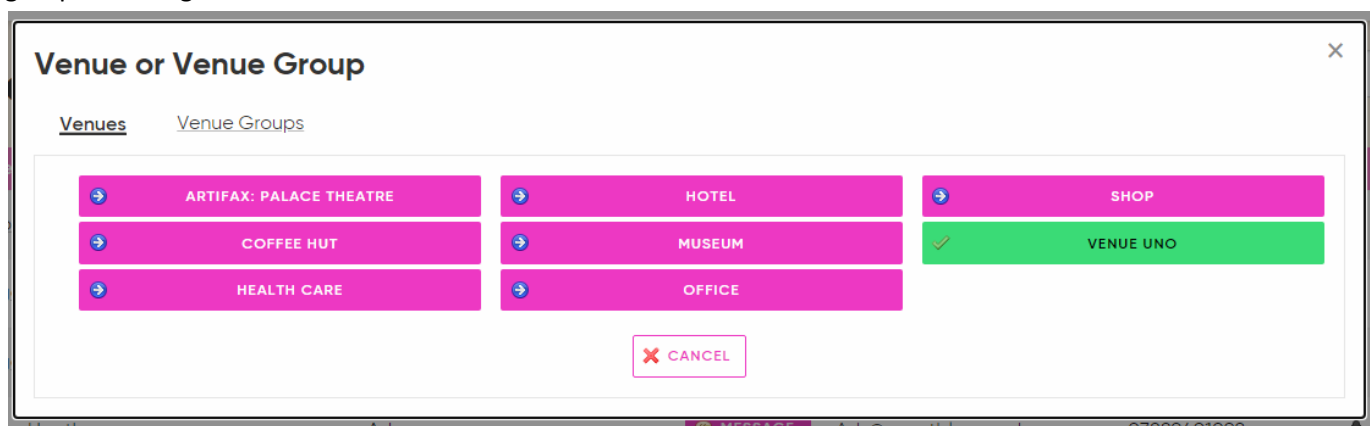 Venue or Venue Group
Venues Venue Groups
ARTIFAX: PALACE THEATRE HOTEL SHOP
COFFEE HUT MUSEUM VENUE UNO
HEALTH CARE OFFICE
CANCEL
MESSAGE